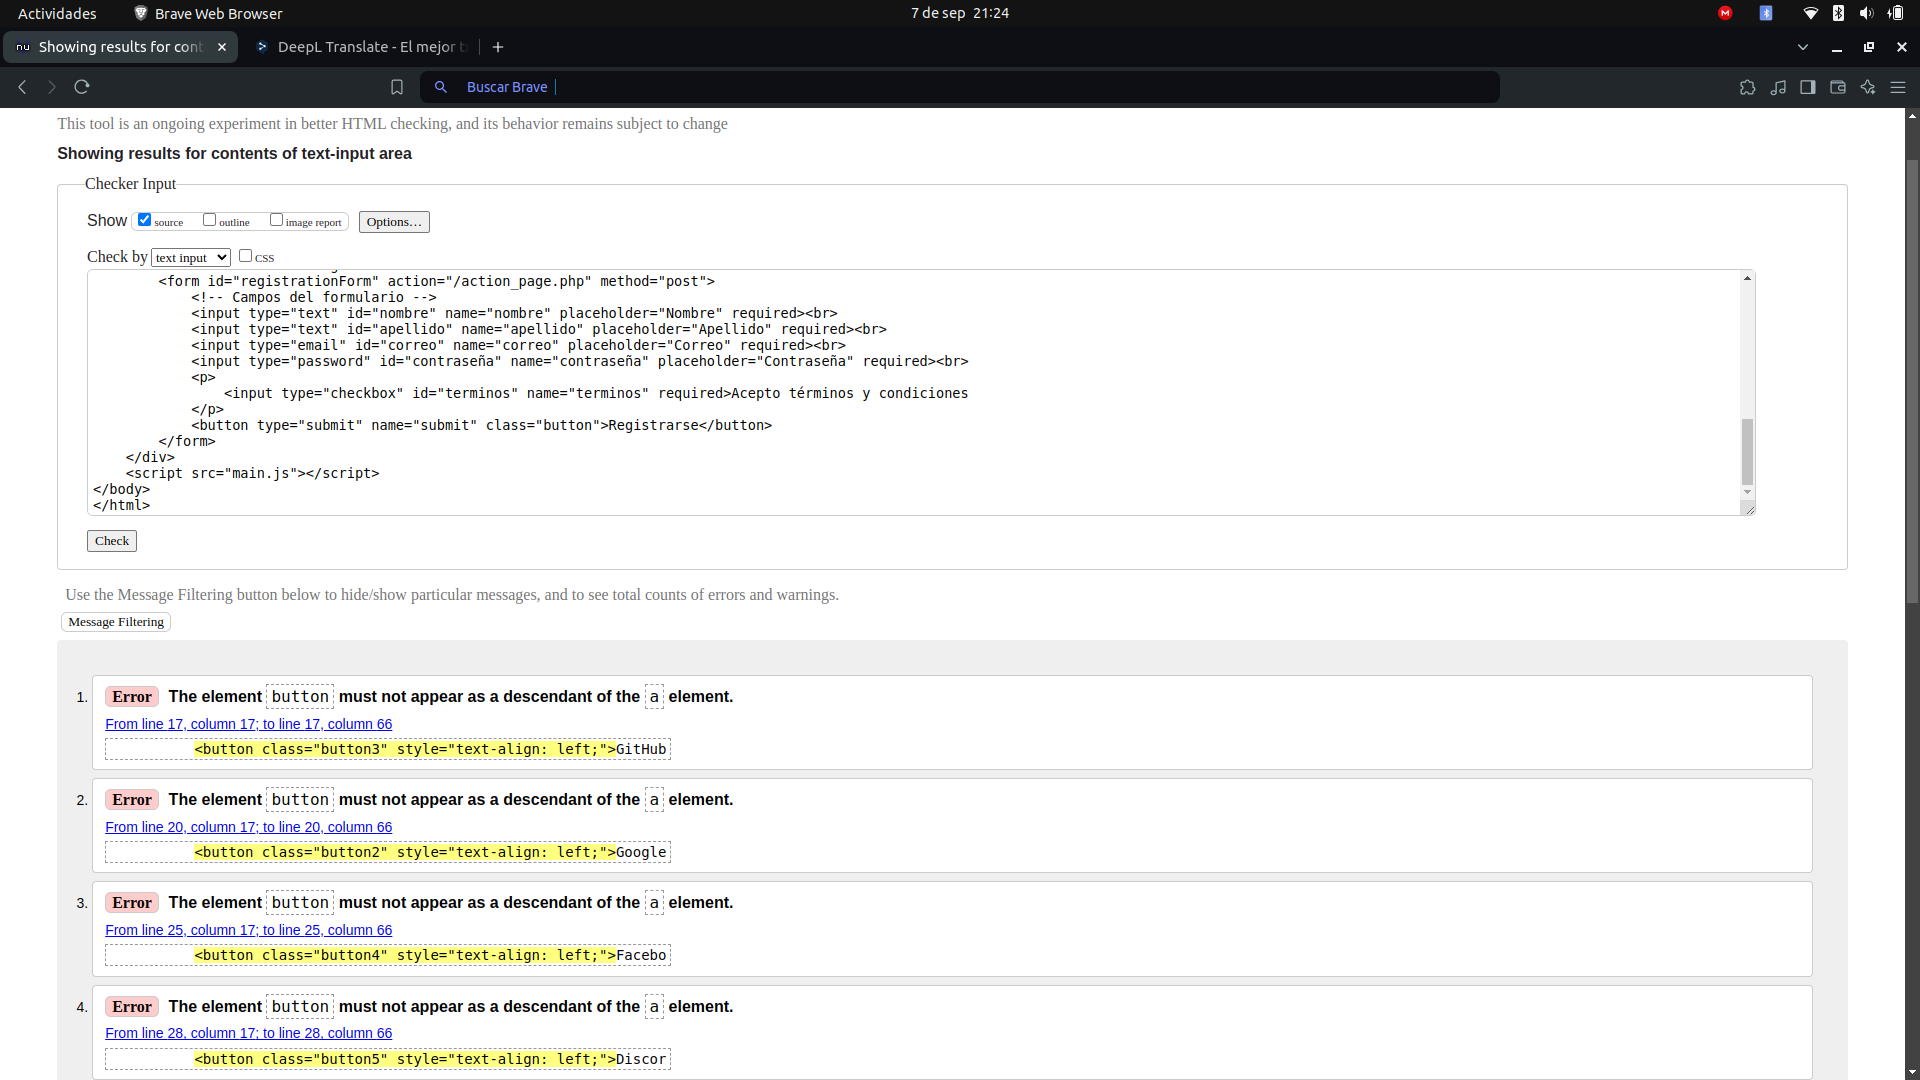 Actividades
Brave Web Browser
7 de sep 21:24
Showing results for cont
DeepL Translate - El mejor
Buscar Brave
This tool is an ongoing experiment in better HTML checking, and its behavior remains subject to change
Showing results for contents of text-input area
Checker Input
Show source outline image report Options…
Check by text input CSS
<form id="registrationForm" action="/action_page.php" method="post">
<!-- Campos del formulario -->
<input type="text" id="nombre" name="nombre" placeholder="Nombre" required><br>
<input type="text" id="apellido" name="apellido" placeholder="Apellido" required><br>
<input type="email" id="correo" name="correo" placeholder="Correo" required><br>
<input type="password" id="contraseña" name="contraseña" placeholder="Contraseña" required><br>
<p>
<input type="checkbox" id="terminos" name="terminos" required>Acepto términos y condiciones
</p>
<button type="submit" name="submit" class="button">Registrarse</button>
</form>
</div>
<script src="main.js"></script>
</body>
</html>
Check
Use the Message Filtering button below to hide/show particular messages, and to see total counts of errors and warnings.
Message Filtering
1. Error The element button must not appear as a descendant of the a element.
From line 17, column 17; to line 17, column 66
<button class="button3" style="text-align: left;">GitHub
2. Error The element button must not appear as a descendant of the a element.
From line 20, column 17; to line 20, column 66
<button class="button2" style="text-align: left;">Google
3. Error The element button must not appear as a descendant of the a element.
From line 25, column 17; to line 25, column 66
<button class="button4" style="text-align: left;">Facebo
4. Error The element button must not appear as a descendant of the a element.
From line 28, column 17; to line 28, column 66
<button class="button5" style="text-align: left;">Discor